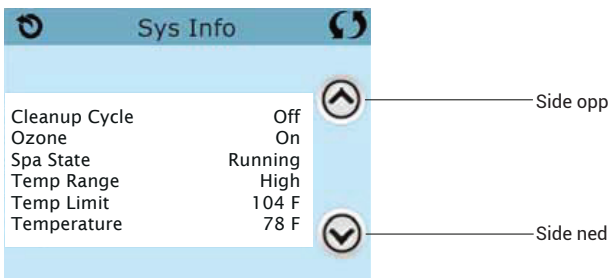 Sys Info
Side opp
Cleanup Cycle Off
Ozone On
Spa State Running
Temp Range High
Temp Limit 104 F
Temperature 78 F
Side ned